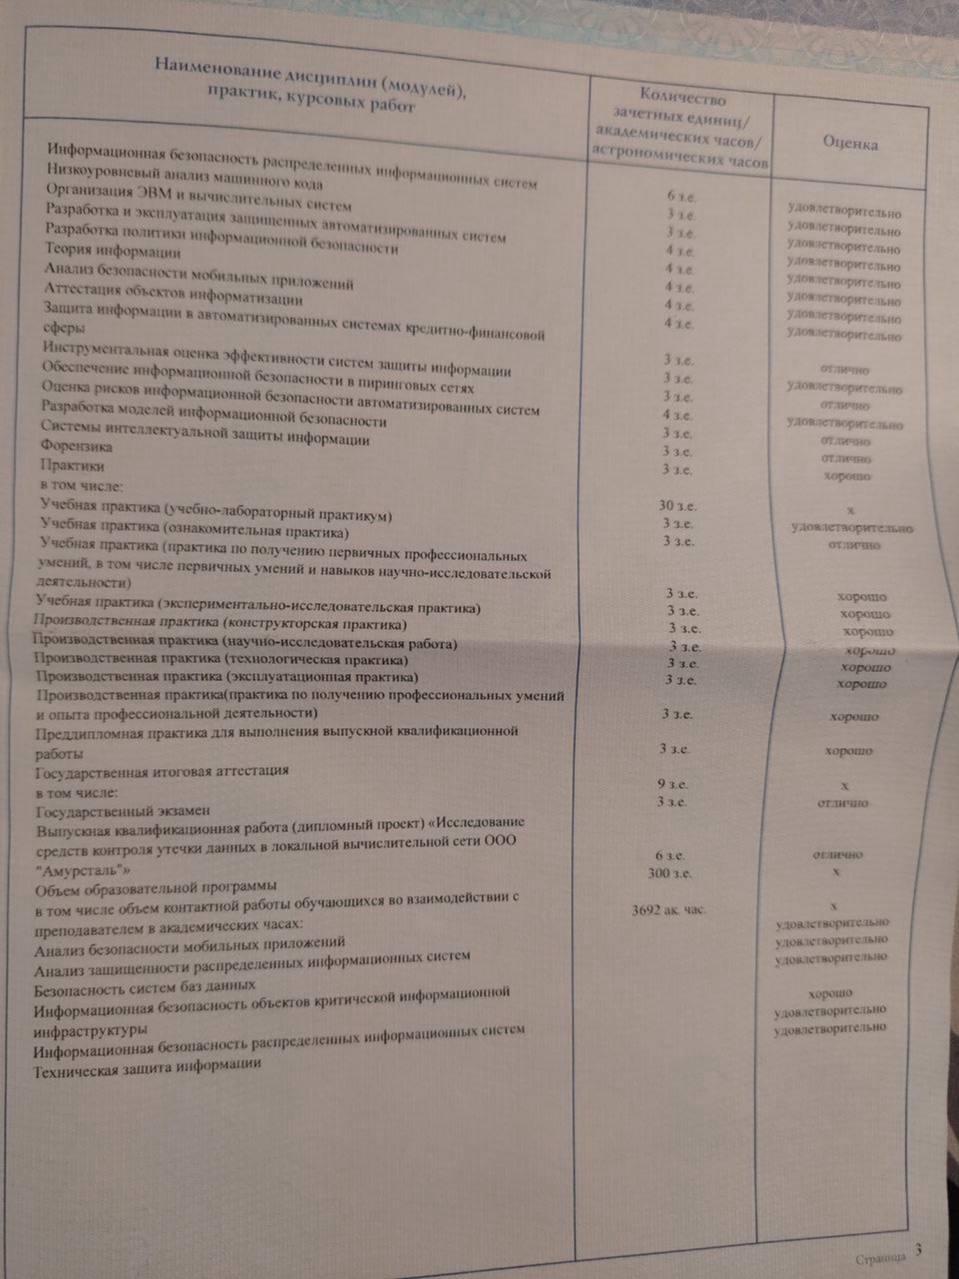 Наименование дисциплин (модулей),
практик, курсовых работ
Количество
зачетных единиц/
академических часов/
астрономических часов
Оценка
Информационная безопасность распределенных информационных систем 6 з.е. удовлетворительно
Низкоуровневый анализ машинного кода 3 з.е. удовлетворительно
Организация ЭВМ и вычислительных систем 3 з.е. удовлетворительно
Разработка и эксплуатация защищенных автоматизированных систем 4 з.е. удовлетворительно
Разработка политики информационной безопасности 4 з.е. удовлетворительно
Теория информации 4 з.е. удовлетворительно
Анализ безопасности мобильных приложений 4 з.е. удовлетворительно
Аттестация объектов информатизации 4 з.е. удовлетворительно
Защита информации в автоматизированных системах кредитно-финансовой
сферы 3 з.е. отлично
Инструментальная оценка эффективности систем защиты информации 3 з.е. удовлетворительно
Обеспечение информационной безопасности в пиринговых сетях 3 з.е. отлично
Оценка рисков информационной безопасности автоматизированных систем 4 з.е. удовлетворительно
Разработка моделей информационной безопасности 3 з.е. отлично
Системы интеллектуальной защиты информации 3 з.е. отлично
Форензика 3 з.е. хорошо
Практики 30 з.е. х
в том числе:
Учебная практика (учебно-лабораторный практикум) 3 з.е. удовлетворительно
Учебная практика (ознакомительная практика) 3 з.е. отлично
Учебная практика (практика по получению первичных профессиональных
умений, в том числе первичных умений и навыков научно-исследовательской
деятельности) 3 з.е. хорошо
Учебная практика (экспериментально-исследовательская практика) 3 з.е. хорошо
Производственная практика (конструкторская практика) 3 з.е. хорошо
Производственная практика (научно-исследовательская работа) 3 з.е. хорошо
Производственная практика (технологическая практика) 3 з.е. хорошо
Производственная практика (эксплуатационная практика) 3 з.е. хорошо
Производственная практика(практика по получению профессиональных умений
и опыта профессиональной деятельности) 3 з.е. хорошо
Преддипломная практика для выполнения выпускной квалификационной
работы 3 з.е. хорошо
Государственная итоговая аттестация 9 з.е. х
в том числе:
Государственный экзамен 3 з.е. отлично
Выпускная квалификационная работа (дипломный проект) «Исследование
средств контроля утечки данных в локальной вычислительной сети ООО
"Амурсталь"» 6 з.е. отлично
Объем образовательной программы 300 з.е. х
в том числе объем контактной работы обучающихся во взаимодействии с
преподавателем в академических часах: 3692 ак. час. х
Анализ безопасности мобильных приложений удовлетворительно
Анализ защищенности распределенных информационных систем удовлетворительно
Безопасность систем баз данных удовлетворительно
Информационная безопасность объектов критической информационной
инфраструктуры хорошо
Информационная безопасность распределенных информационных систем удовлетворительно
Техническая защита информации удовлетворительно
Страница 3